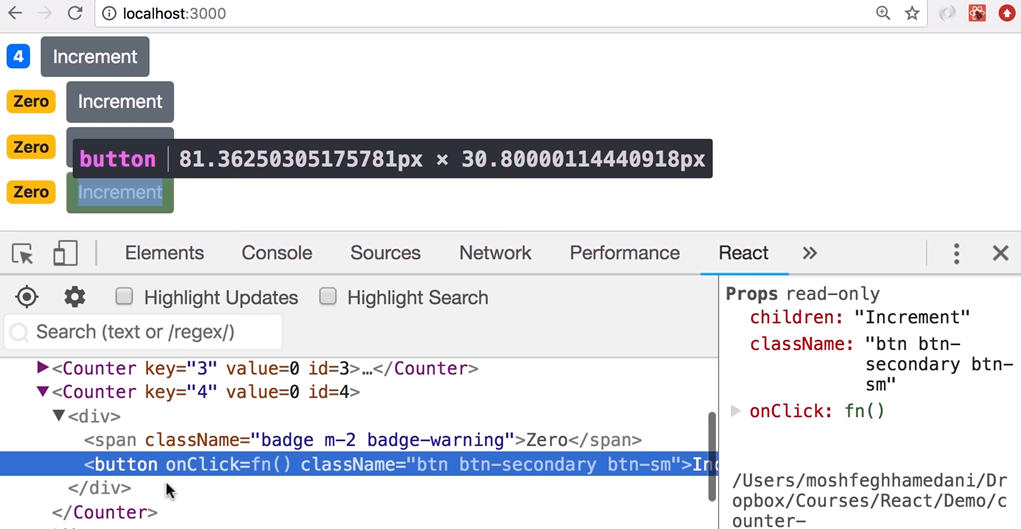 localhost:3000
4 Increment
Zero Increment
Zero
button 81.36250305175781px × 30.80000114440918px
Zero Increment
Elements Console Sources Network Performance React »
Highlight Updates Highlight Search
Search (text or /regex/)
<Counter key="3" value=0 id=3>…</Counter>
<Counter key="4" value=0 id=4>
<div>
<span className="badge m-2 badge-warning">Zero</span>
<button onClick=fn() className="btn btn-secondary btn-sm">Inc
</div>
</Counter>
Props read-only
children: "Increment"
className: "btn btn-
secondary btn-
sm"
onClick: fn()
/Users/moshfeghhamedani/Dr
opbox/Courses/React/Demo/c
ounter-